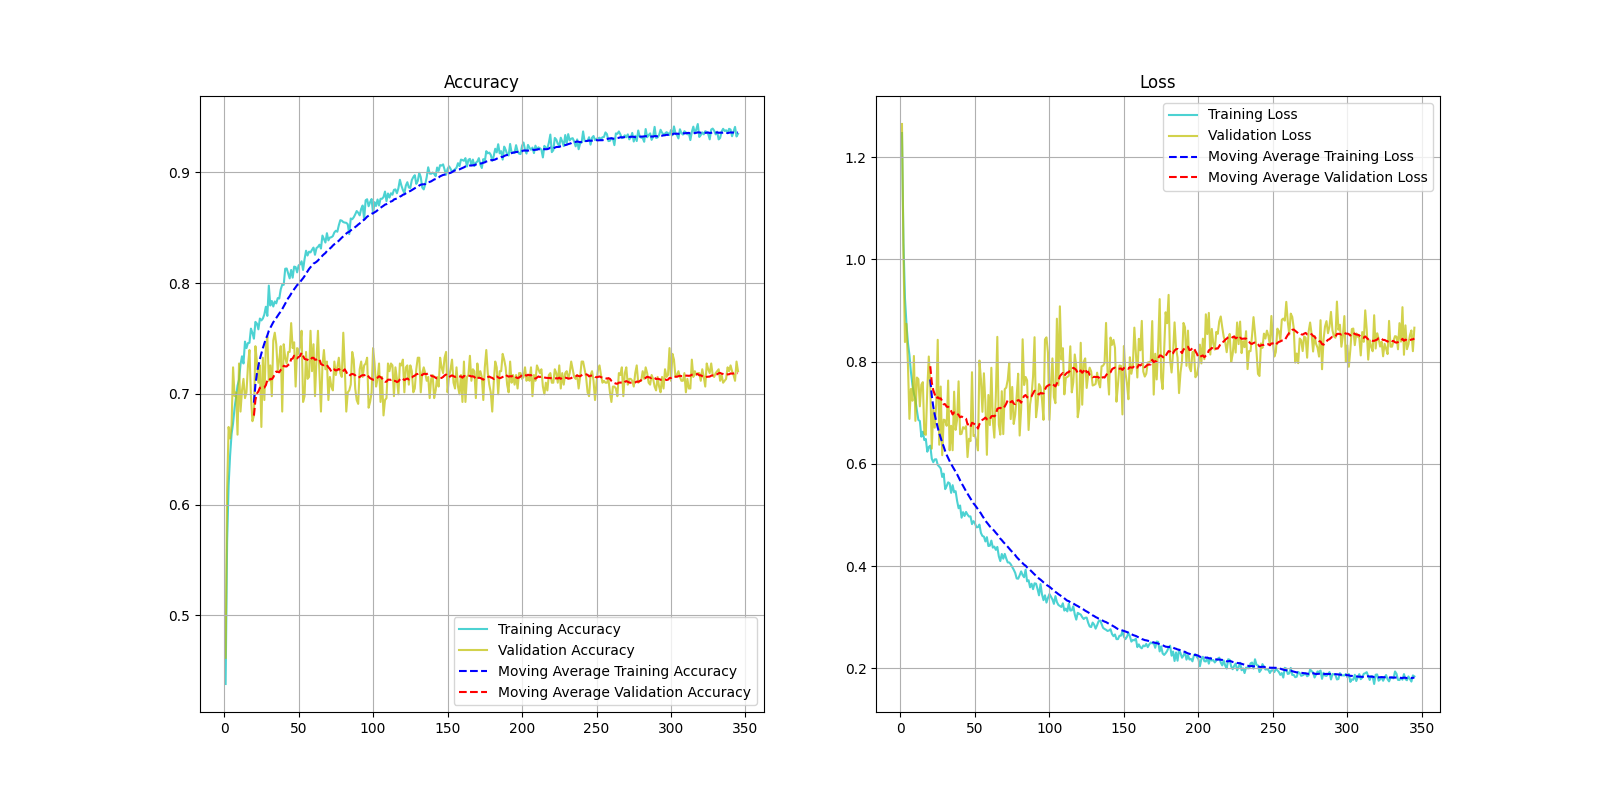 Accuracy
0.9
0.8
0.7
0.6
0.5
Training Accuracy
Validation Accuracy
Moving Average Training Accuracy
Moving Average Validation Accuracy
0 50 100 150 200 250 300 350
Loss
Training Loss
Validation Loss
Moving Average Training Loss
Moving Average Validation Loss
1.2
1.0
0.8
0.6
0.4
0.2
0 50 100 150 200 250 300 350